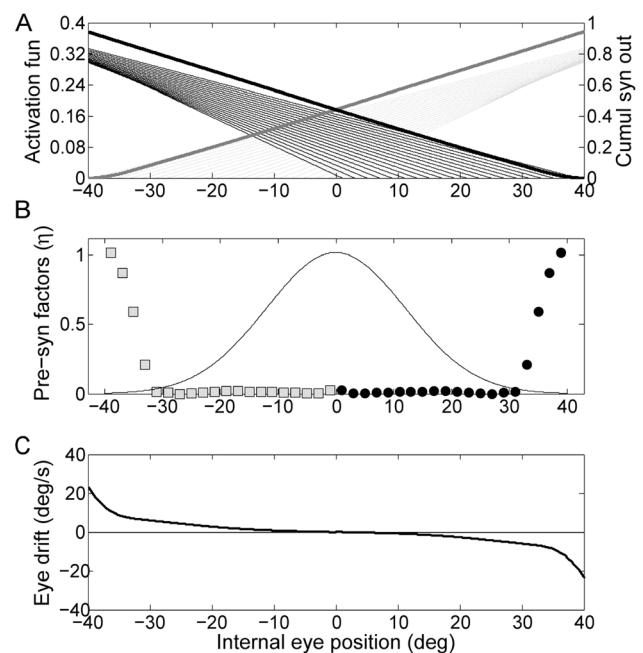 A
Activation fun
0.4
0.32
0.24
0.16
0.08
0
Cumul syn out
1
0.8
0.6
0.4
0.2
0
−40 −30 −20 −10 0 10 20 30 40
B
Pre−syn factors (η)
1
0.5
0
−40 −30 −20 −10 0 10 20 30 40
C
Eye drift (deg/s)
40
20
0
−20
−40
−40 −30 −20 −10 0 10 20 30 40
Internal eye position (deg)